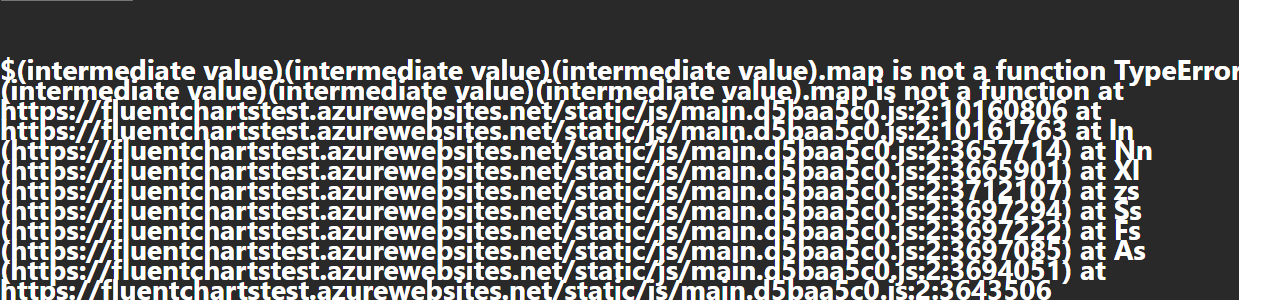 $(intermediate value)(intermediate value)(intermediate value).map is not a function TypeError
(intermediate value)(intermediate value)(intermediate value).map is not a function at
https://fluentchartstest.azurewebsites.net/static/js/main.d5baa5c0.js:2:10160806 at
https://fluentchartstest.azurewebsites.net/static/js/main.d5baa5c0.js:2:10161763 at ln
(https://fluentchartstest.azurewebsites.net/static/js/main.d5baa5c0.js:2:3657714) at Nn
(https://fluentchartstest.azurewebsites.net/static/js/main.d5baa5c0.js:2:3665901) at Xl
(https://fluentchartstest.azurewebsites.net/static/js/main.d5baa5c0.js:2:3712107) at zs
(https://fluentchartstest.azurewebsites.net/static/js/main.d5baa5c0.js:2:3697294) at Ss
(https://fluentchartstest.azurewebsites.net/static/js/main.d5baa5c0.js:2:3697222) at Fs
(https://fluentchartstest.azurewebsites.net/static/js/main.d5baa5c0.js:2:3697085) at As
(https://fluentchartstest.azurewebsites.net/static/js/main.d5baa5c0.js:2:3694051) at
https://fluentchartstest.azurewebsites.net/static/js/main.d5baa5c0.js:2:3643506